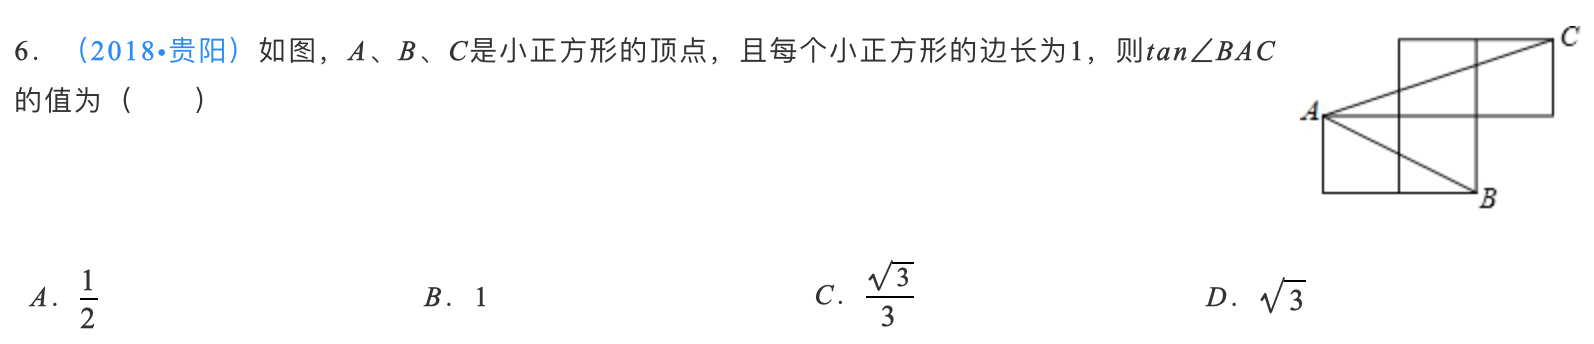 6. （2018•贵阳）如图，A、B、C是小正方形的顶点，且每个小正方形的边长为1，则tan∠BAC
的值为（　　）
C
A
B
A. 1/2　B. 1　C. √3/3　D. √3